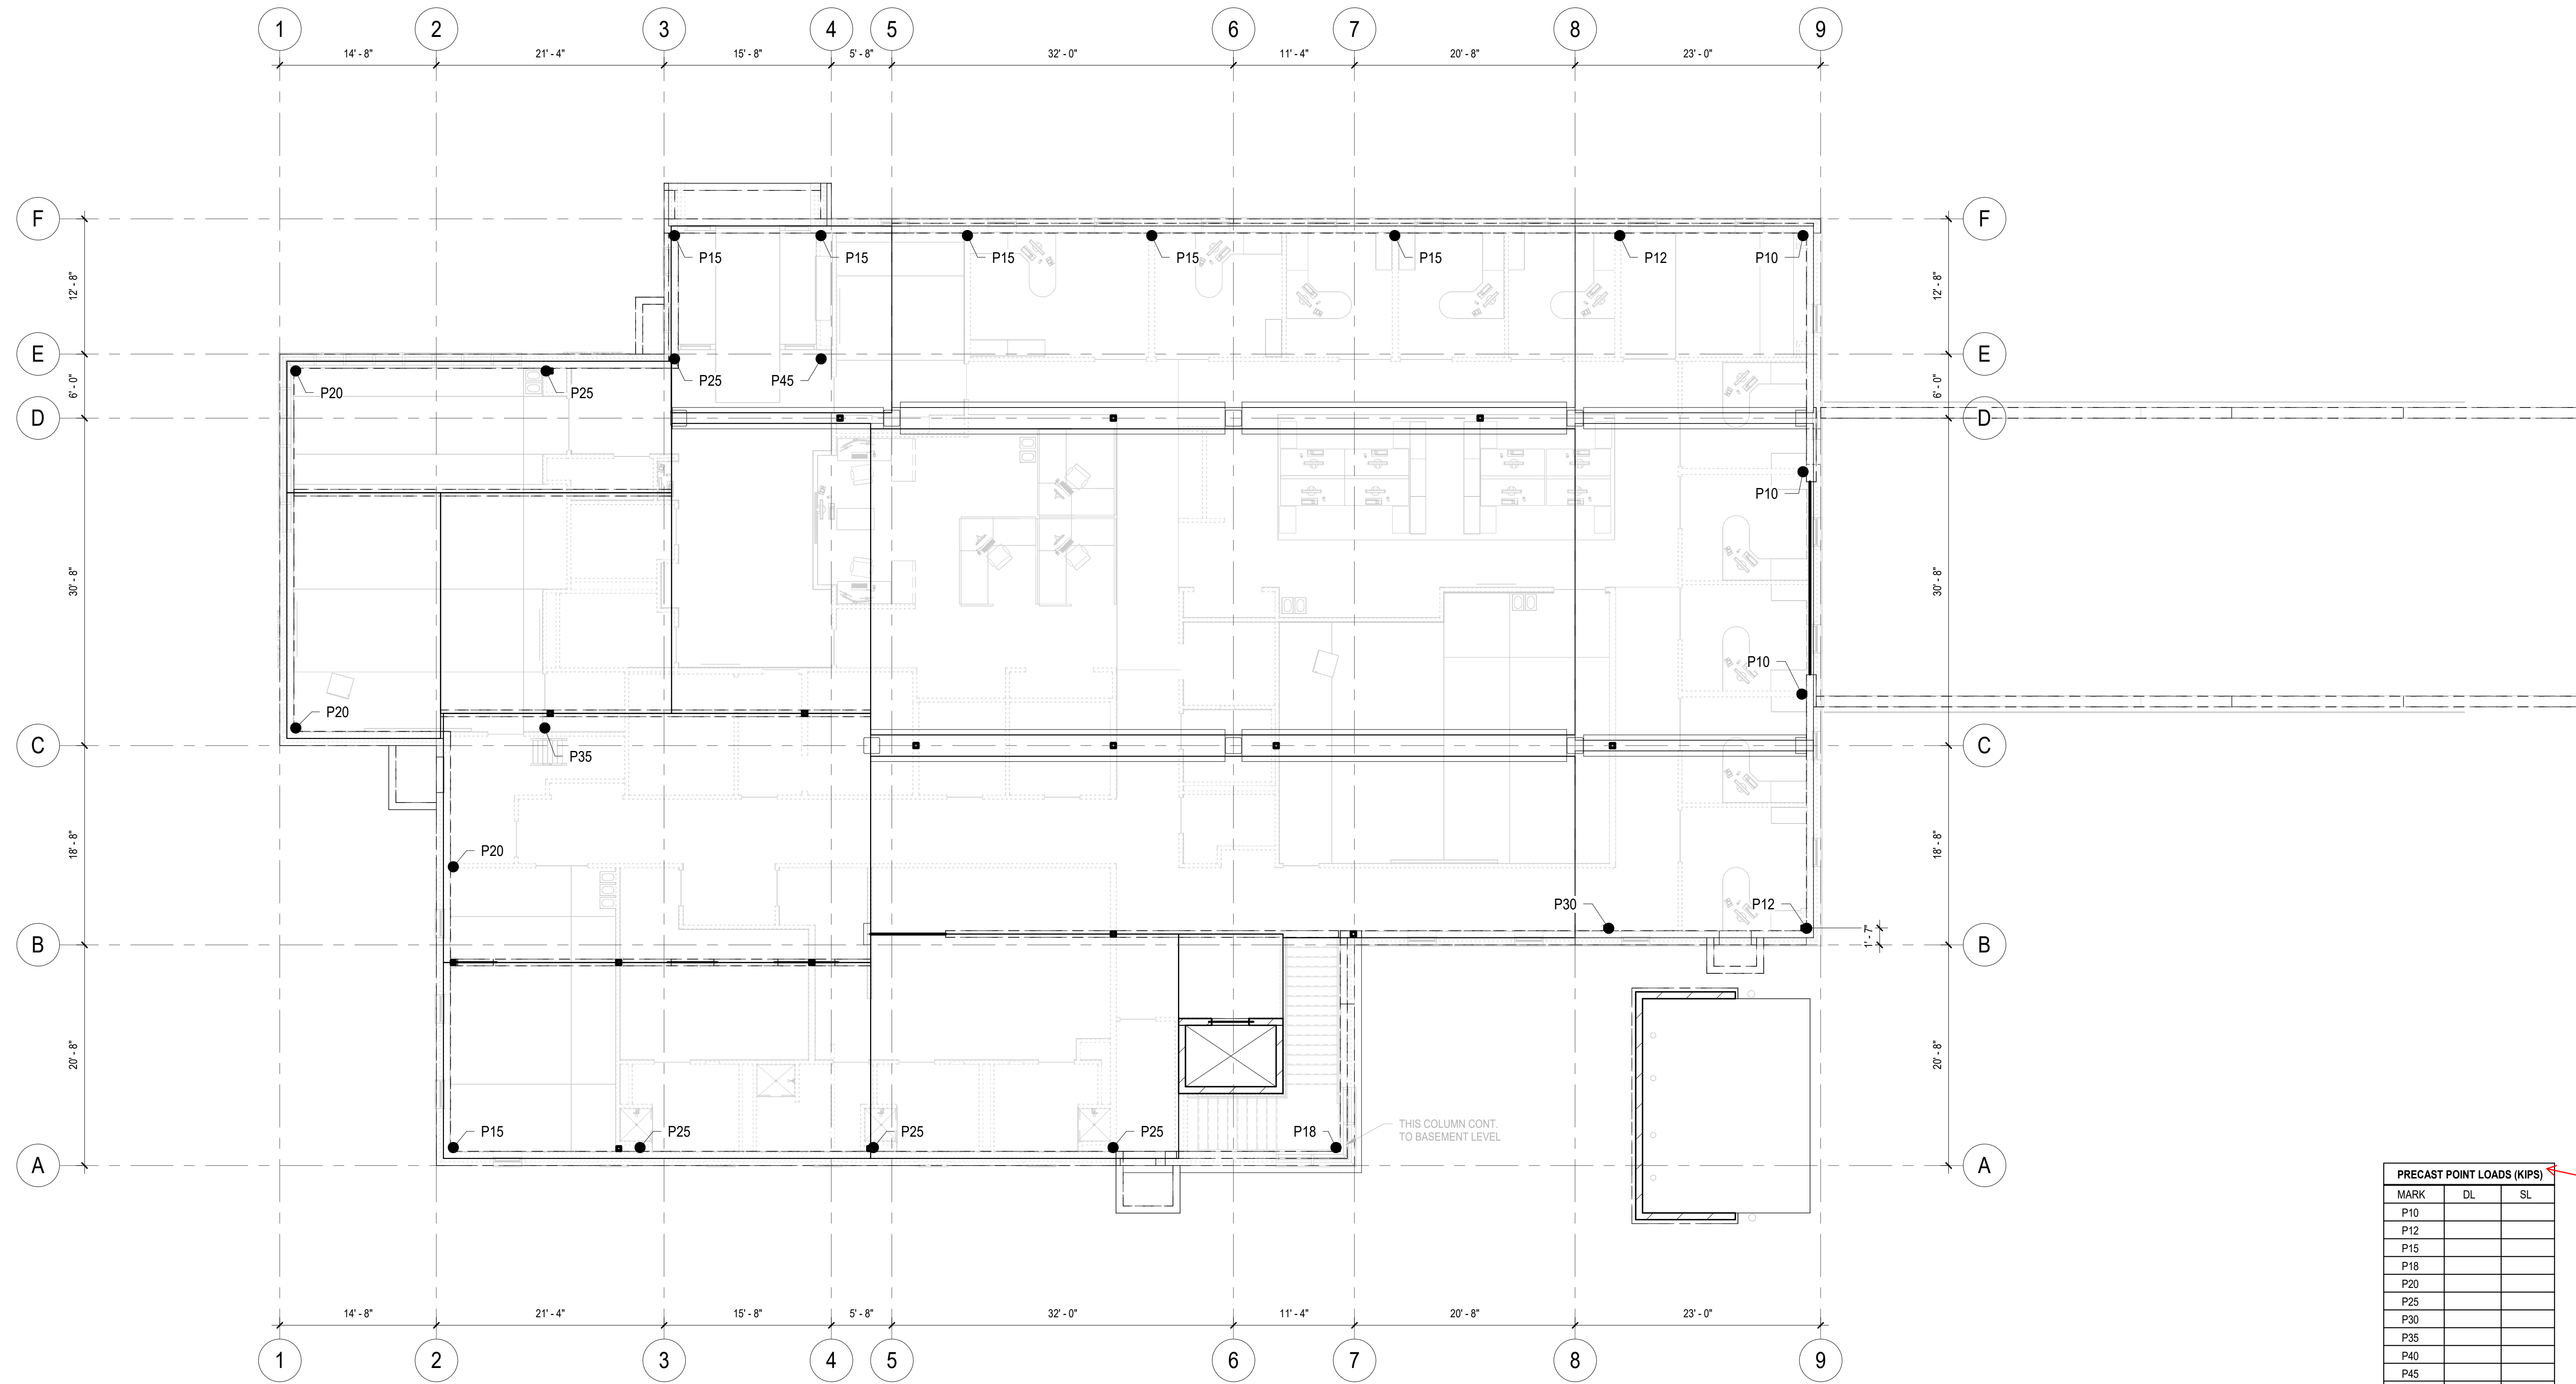 1 2 3 4 5 6 7 8 9
14' - 8" 21' - 4" 15' - 8" 5' - 8" 32' - 0" 11' - 4" 20' - 8" 23' - 0"
F F
P15 P15 P15 P15 P15 P12 P10
12' - 8" 12' - 8"
E E
P20 P25 P25 P45
6' - 0" 6' - 0"
D D
P10
30' - 8" 30' - 8"
P10
P20
C C
P35
18' - 8" 18' - 8"
P20
P30 P12
1' - 7"
B B
20' - 8" 20' - 8"
THIS COLUMN CONT.
TO BASEMENT LEVEL
P15 P25 P25 P25 P18
A A
PRECAST POINT LOADS (KIPS)
MARK DL SL
P10
P12
P15
P18
P20
P25
P30
P35
P40
P45
14' - 8" 21' - 4" 15' - 8" 5' - 8" 32' - 0" 11' - 4" 20' - 8" 23' - 0"
1 2 3 4 5 6 7 8 9